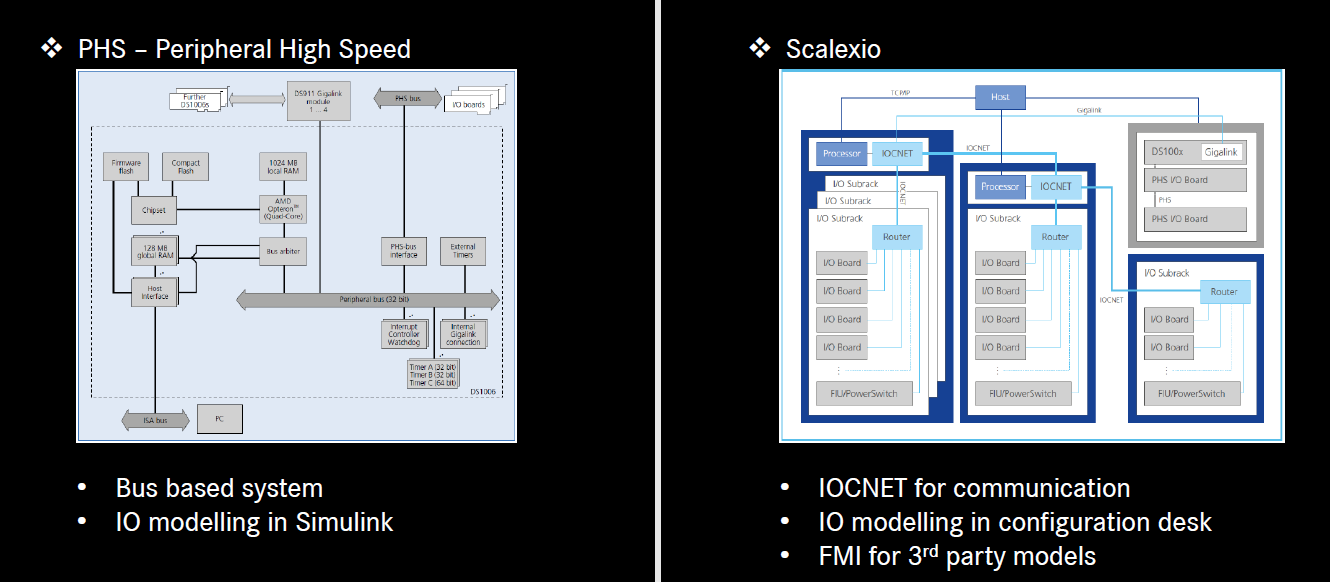 ❖ PHS – Peripheral High Speed
Further
DS1006s
DS911 Gigalink
module
1 ... 4
PHS bus
I/O boards
Firmware
flash
Compact
Flash
1024 MB
local RAM
Chipset
AMD
Opteron™
(Quad-Core)
128 MB
global RAM
Bus arbiter
PHS-bus
interface
External
Timers
Host
interface
Peripheral bus (32 bit)
Interrupt
Controller
Watchdog
Internal
Gigalink
connection
Timer A (32 bit)
Timer B (32 bit)
Timer C (64 bit)
DS1006
ISA bus
PC
• Bus based system
• IO modelling in Simulink
❖ Scalexio
TCP/IP
Host
Gigalink
Processor
IOCNET
IOCNET
IOCNET
I/O Subrack
I/O Subrack
I/O Subrack
Router
I/O Board
I/O Board
I/O Board
I/O Board
FIU/PowerSwitch
Processor
IOCNET
I/O Subrack
Router
I/O Board
I/O Board
I/O Board
I/O Board
FIU/PowerSwitch
DS100x
Gigalink
PHS I/O Board
PHS
PHS I/O Board
IOCNET
I/O Subrack
Router
I/O Board
I/O Board
FIU/PowerSwitch
• IOCNET for communication
• IO modelling in configuration desk
• FMI for 3rd party models